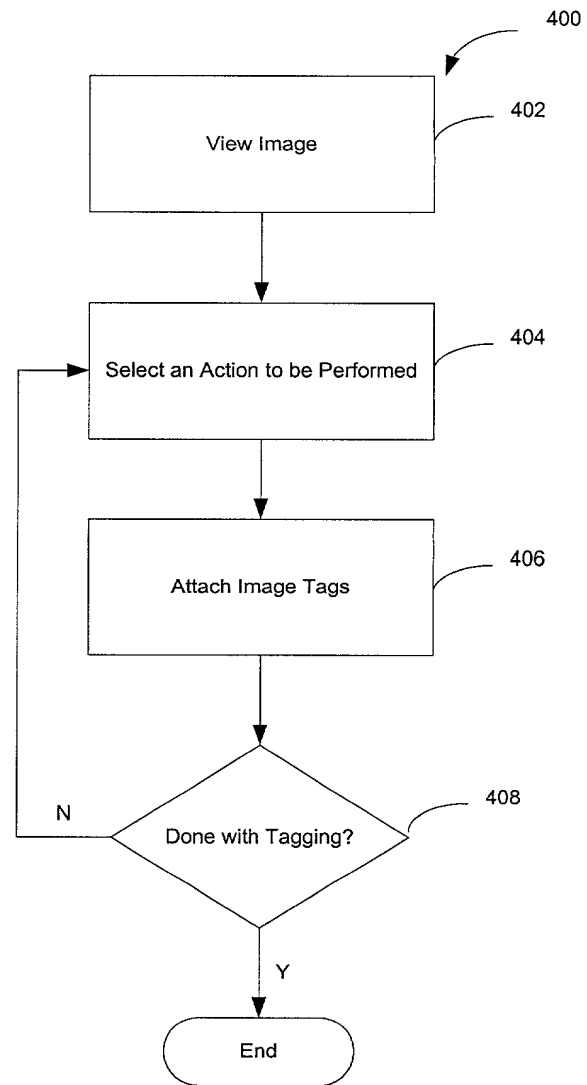 400
402
View Image
404
Select an Action to be Performed
406
Attach Image Tags
408
N
Done with Tagging?
Y
End